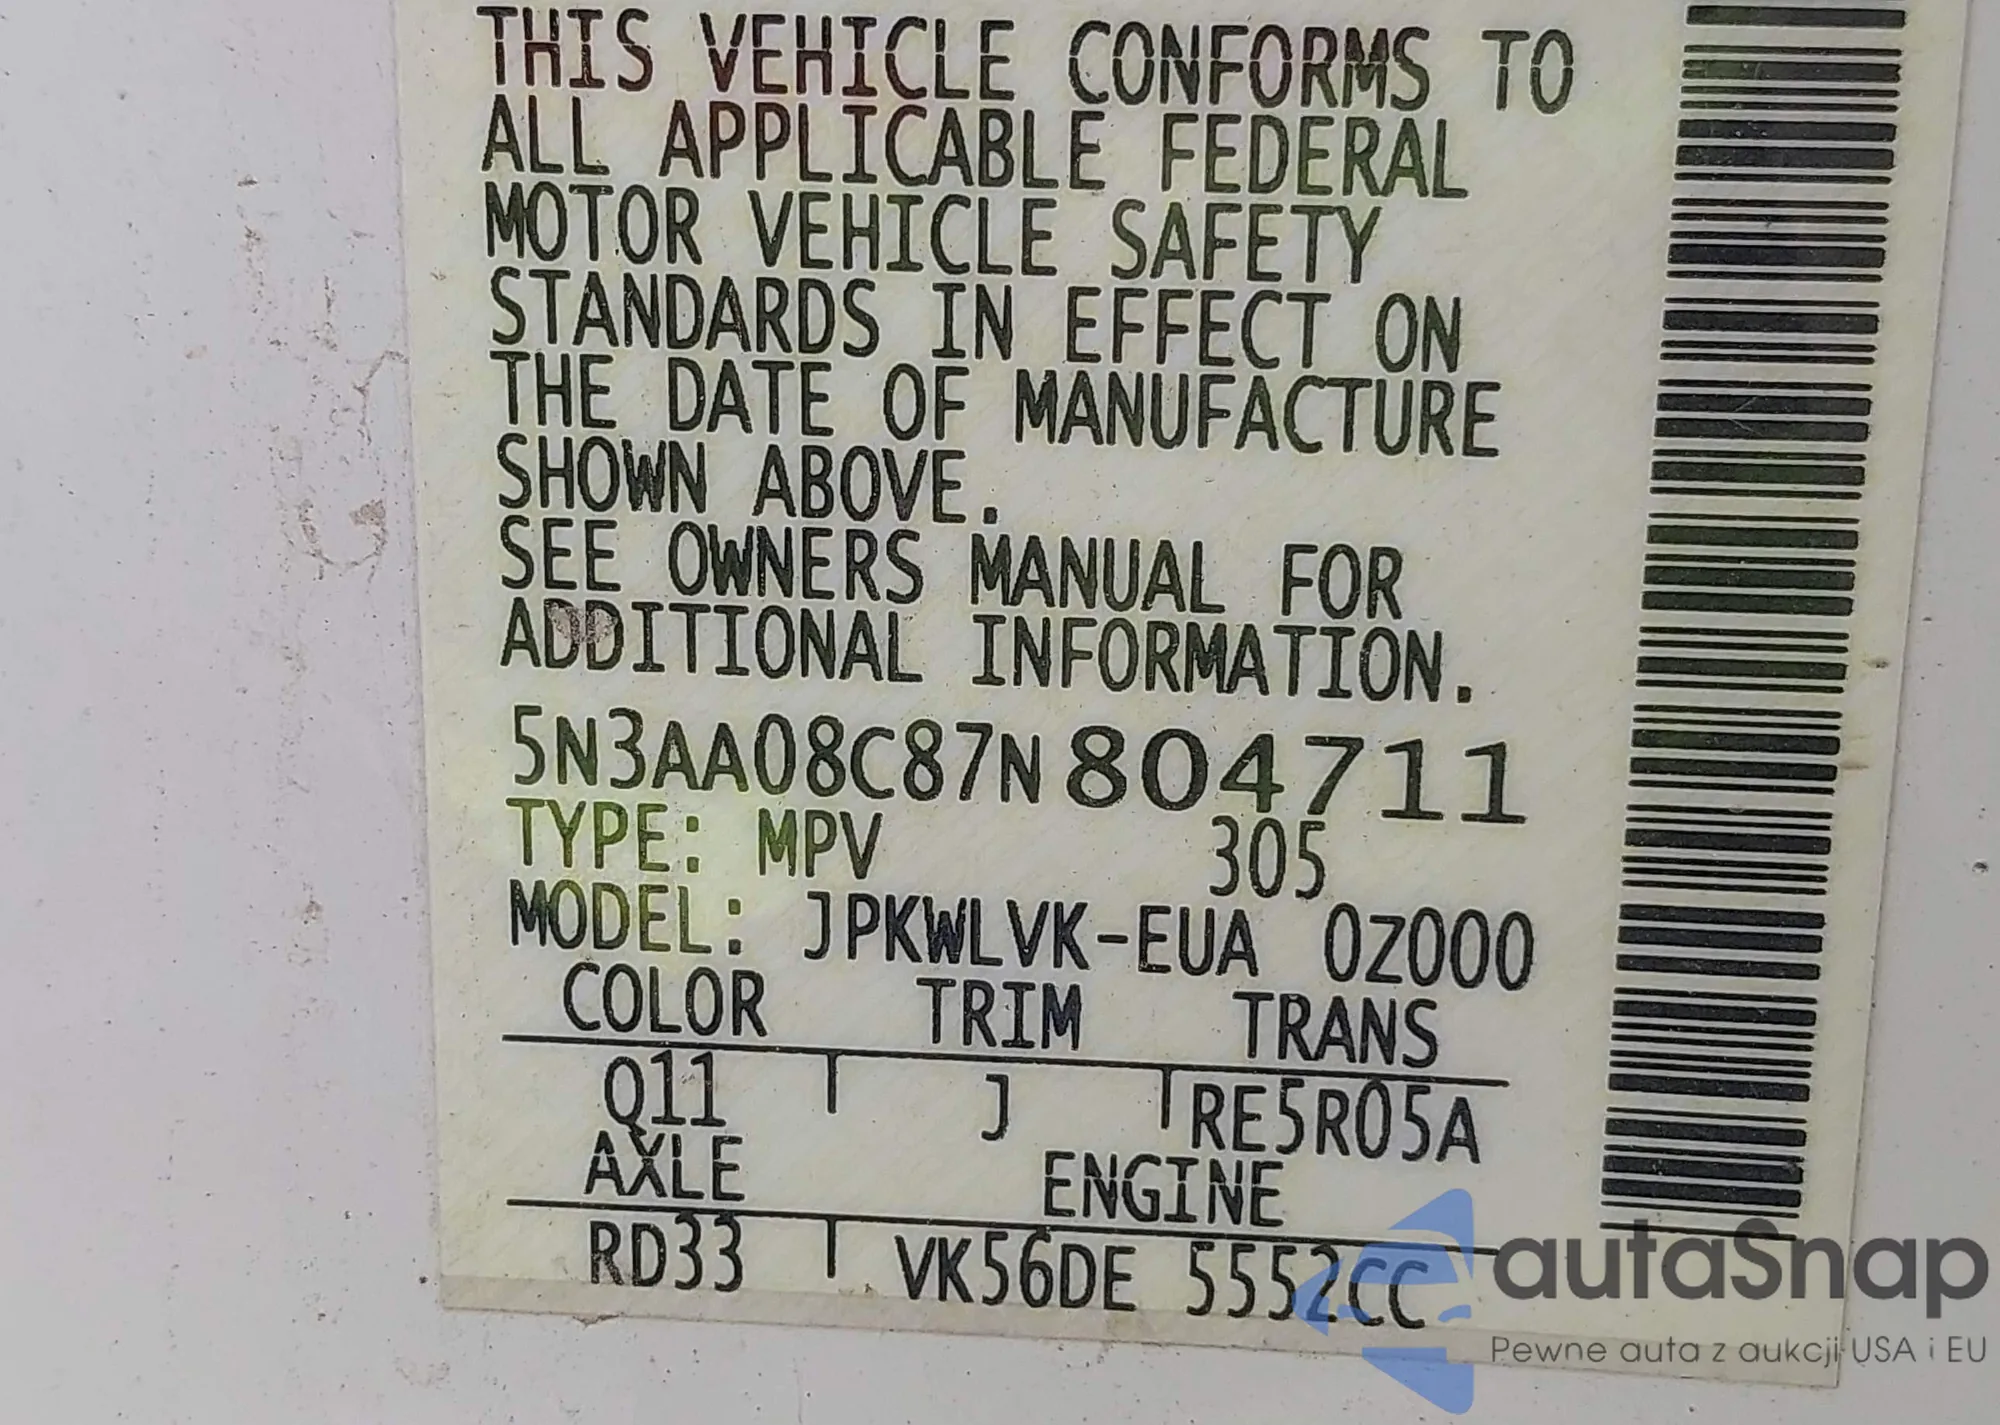 THIS VEHICLE CONFORMS TO
ALL APPLICABLE FEDERAL
MOTOR VEHICLE SAFETY
STANDARDS IN EFFECT ON
THE DATE OF MANUFACTURE
SHOWN ABOVE.
SEE OWNERS MANUAL FOR
ADDITIONAL INFORMATION.
5N3AA08C87N804711
TYPE: MPV 305
MODEL: JPKWLVK-EUA 0Z000
COLOR TRIM TRANS
Q11 J RE5R05A
AXLE ENGINE
RD33 VK56DE 5552CC
autaSnap
Pewne auta z aukcji USA i EU